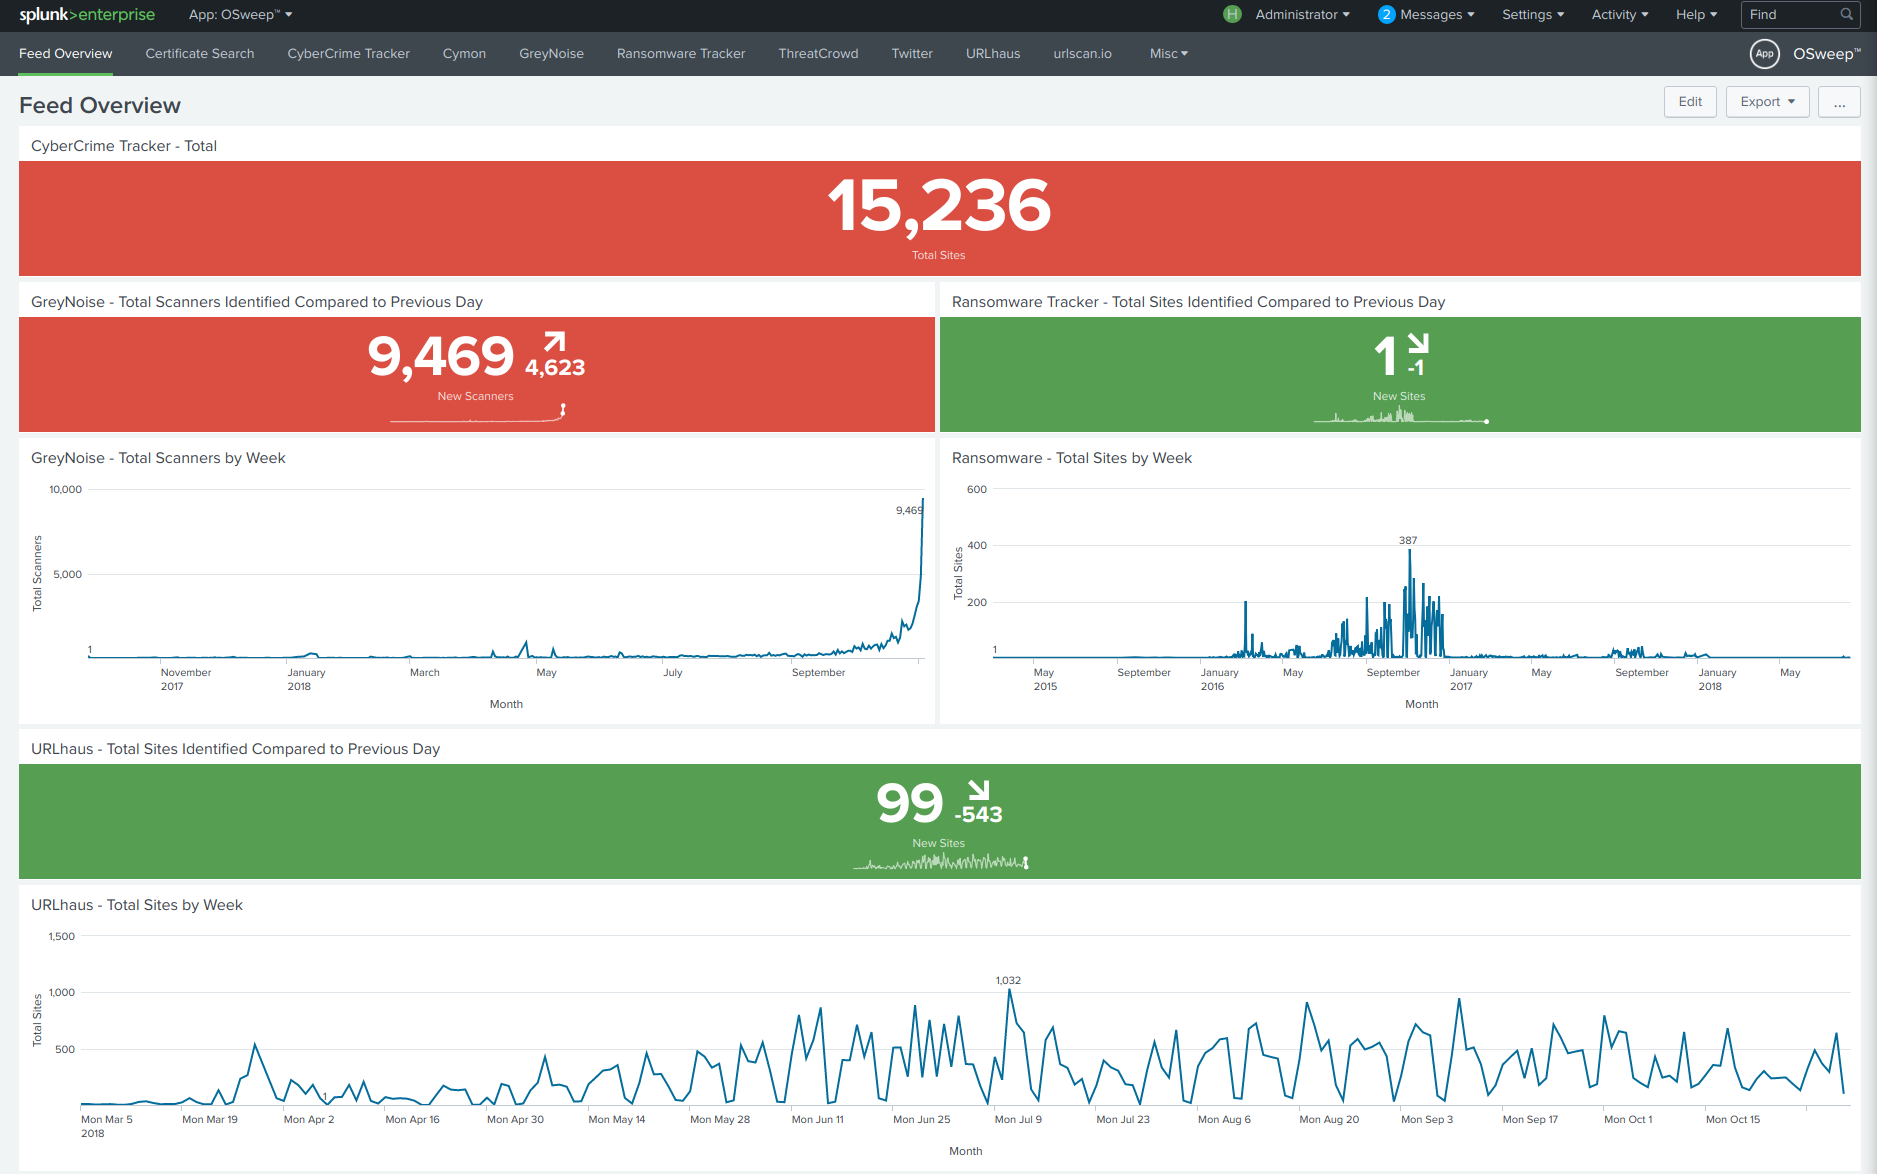 splunk>enterprise App: OSweep™ H Administrator 2 Messages Settings Activity Help Find
Feed Overview Certificate Search CyberCrime Tracker Cymon GreyNoise Ransomware Tracker ThreatCrowd Twitter URLhaus urlscan.io Misc App OSweep™
Feed Overview Edit Export ...
CyberCrime Tracker - Total
15,236
Total Sites
GreyNoise - Total Scanners Identified Compared to Previous Day
9,469 4,623
New Scanners
Ransomware Tracker - Total Sites Identified Compared to Previous Day
1 -1
New Sites
GreyNoise - Total Scanners by Week
10,000
9,469
5,000
Total Scanners
1
November January March May July September
2017 2018
Month
Ransomware - Total Sites by Week
600
387
400
200
Total Sites
1
May September January May September January May September January May
2015 2016 2017 2018
Month
URLhaus - Total Sites Identified Compared to Previous Day
99 -543
New Sites
URLhaus - Total Sites by Week
1,500
1,032
1,000
500
Total Sites
1
Mon Mar 5 Mon Mar 19 Mon Apr 2 Mon Apr 16 Mon Apr 30 Mon May 14 Mon May 28 Mon Jun 11 Mon Jun 25 Mon Jul 9 Mon Jul 23 Mon Aug 6 Mon Aug 20 Mon Sep 3 Mon Sep 17 Mon Oct 1 Mon Oct 15
2018
Month